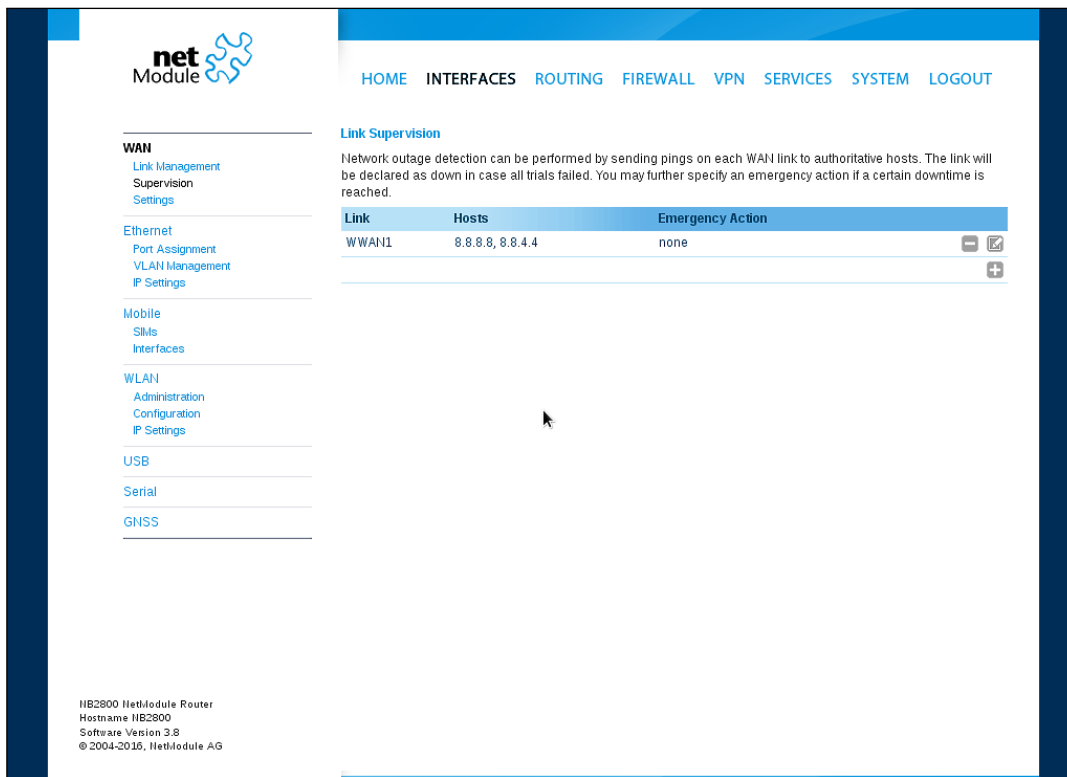 net
Module
HOME INTERFACES ROUTING FIREWALL VPN SERVICES SYSTEM LOGOUT
WAN
Link Management
Supervision
Settings
Ethernet
Port Assignment
VLAN Management
IP Settings
Mobile
SIMs
Interfaces
WLAN
Administration
Configuration
IP Settings
USB
Serial
GNSS
Link Supervision
Network outage detection can be performed by sending pings on each WAN link to authoritative hosts. The link will
be declared as down in case all trials failed. You may further specify an emergency action if a certain downtime is
reached.
Link Hosts Emergency Action
WWAN1 8.8.8.8, 8.8.4.4 none
NB2800 NetModule Router
Hostname NB2800
Software Version 3.8
© 2004-2016, NetModule AG